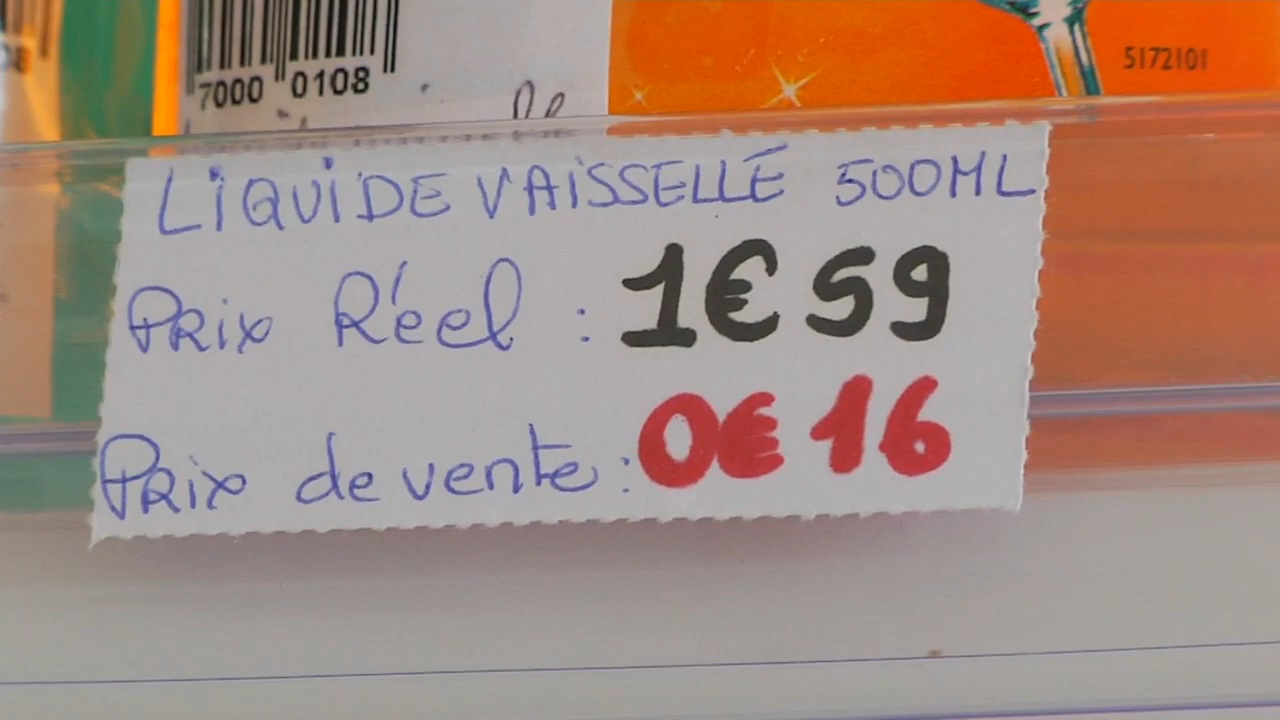 7000 0108
5172101
LIQUIDE VAISSELLE 500ML
Prix Réel : 1€59
Prix de vente : 0€16